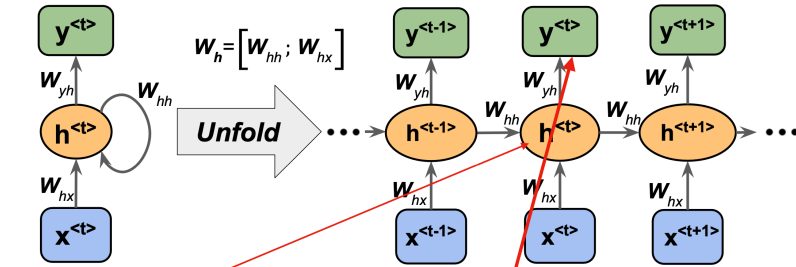 y<t>
W_yh
W_hh
h<t>
W_hx
x<t>
W_h = [W_hh ; W_hx]
Unfold
y<t-1> y<t> y<t+1>
W_yh W_yh W_yh
W_hh W_hh
... h<t-1> h<t> h<t+1> ...
W_hx W_hx W_hx
x<t-1> x<t> x<t+1>